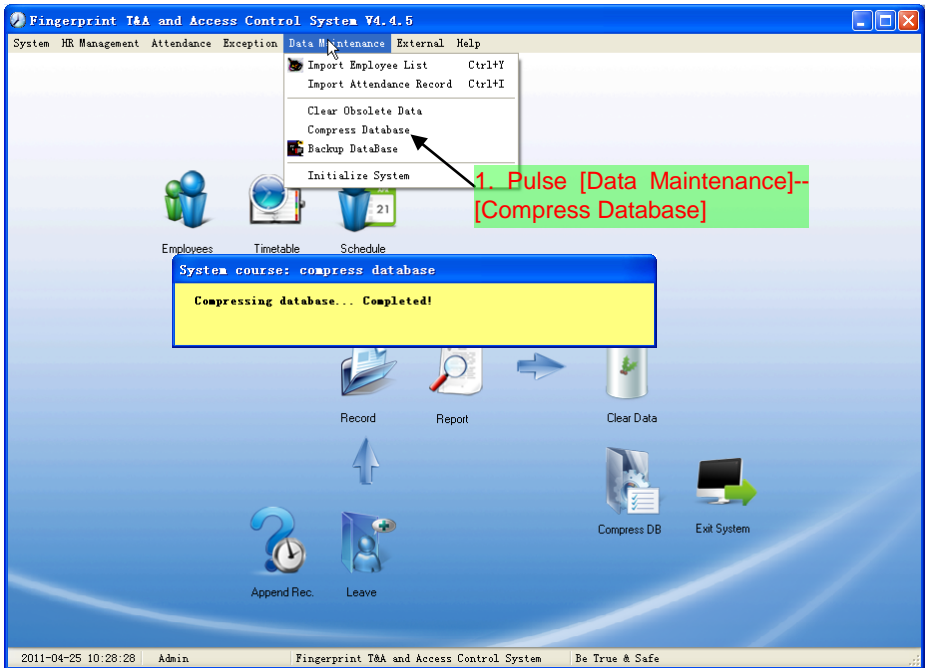 Fingerprint T&A and Access Control System V4.4.5
System HR Management Attendance Exception Data Maintenance External Help
Import Employee List Ctrl+Y
Import Attendance Record Ctrl+I
Clear Obsolete Data
Compress Database
Backup DataBase
Initialize System
1. Pulse [Data Maintenance]--
[Compress Database]
21
Employees Timetable Schedule
System course: compress database
Compressing database... Completed!
Record Report Clear Data
Compress DB Exit System
Append Rec. Leave
2011-04-25 10:28:28 Admin Fingerprint T&A and Access Control System Be True & Safe